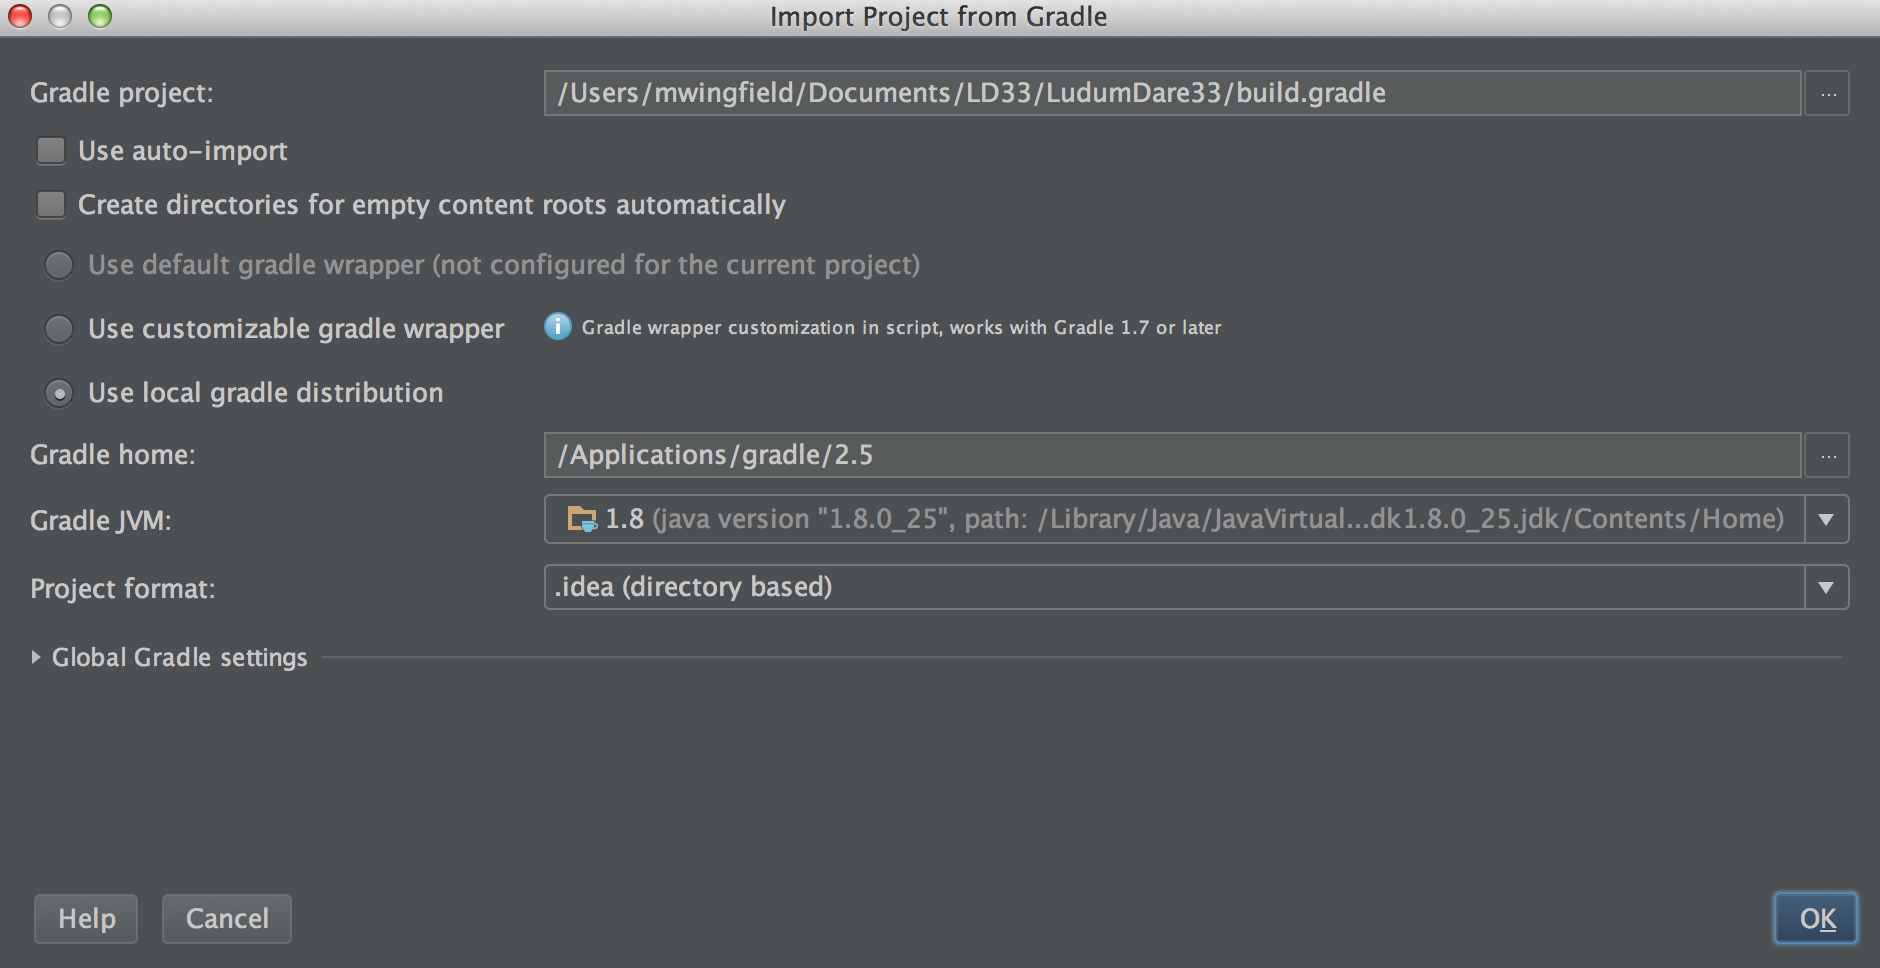 Import Project from Gradle
Gradle project: /Users/mwingfield/Documents/LD33/LudumDare33/build.gradle ...
Use auto-import
Create directories for empty content roots automatically
Use default gradle wrapper (not configured for the current project)
Use customizable gradle wrapper i Gradle wrapper customization in script, works with Gradle 1.7 or later
Use local gradle distribution
Gradle home: /Applications/gradle/2.5 ...
Gradle JVM: 1.8 (java version "1.8.0_25", path: /Library/Java/JavaVirtual...dk1.8.0_25.jdk/Contents/Home)
Project format: .idea (directory based)
Global Gradle settings
Help Cancel OK